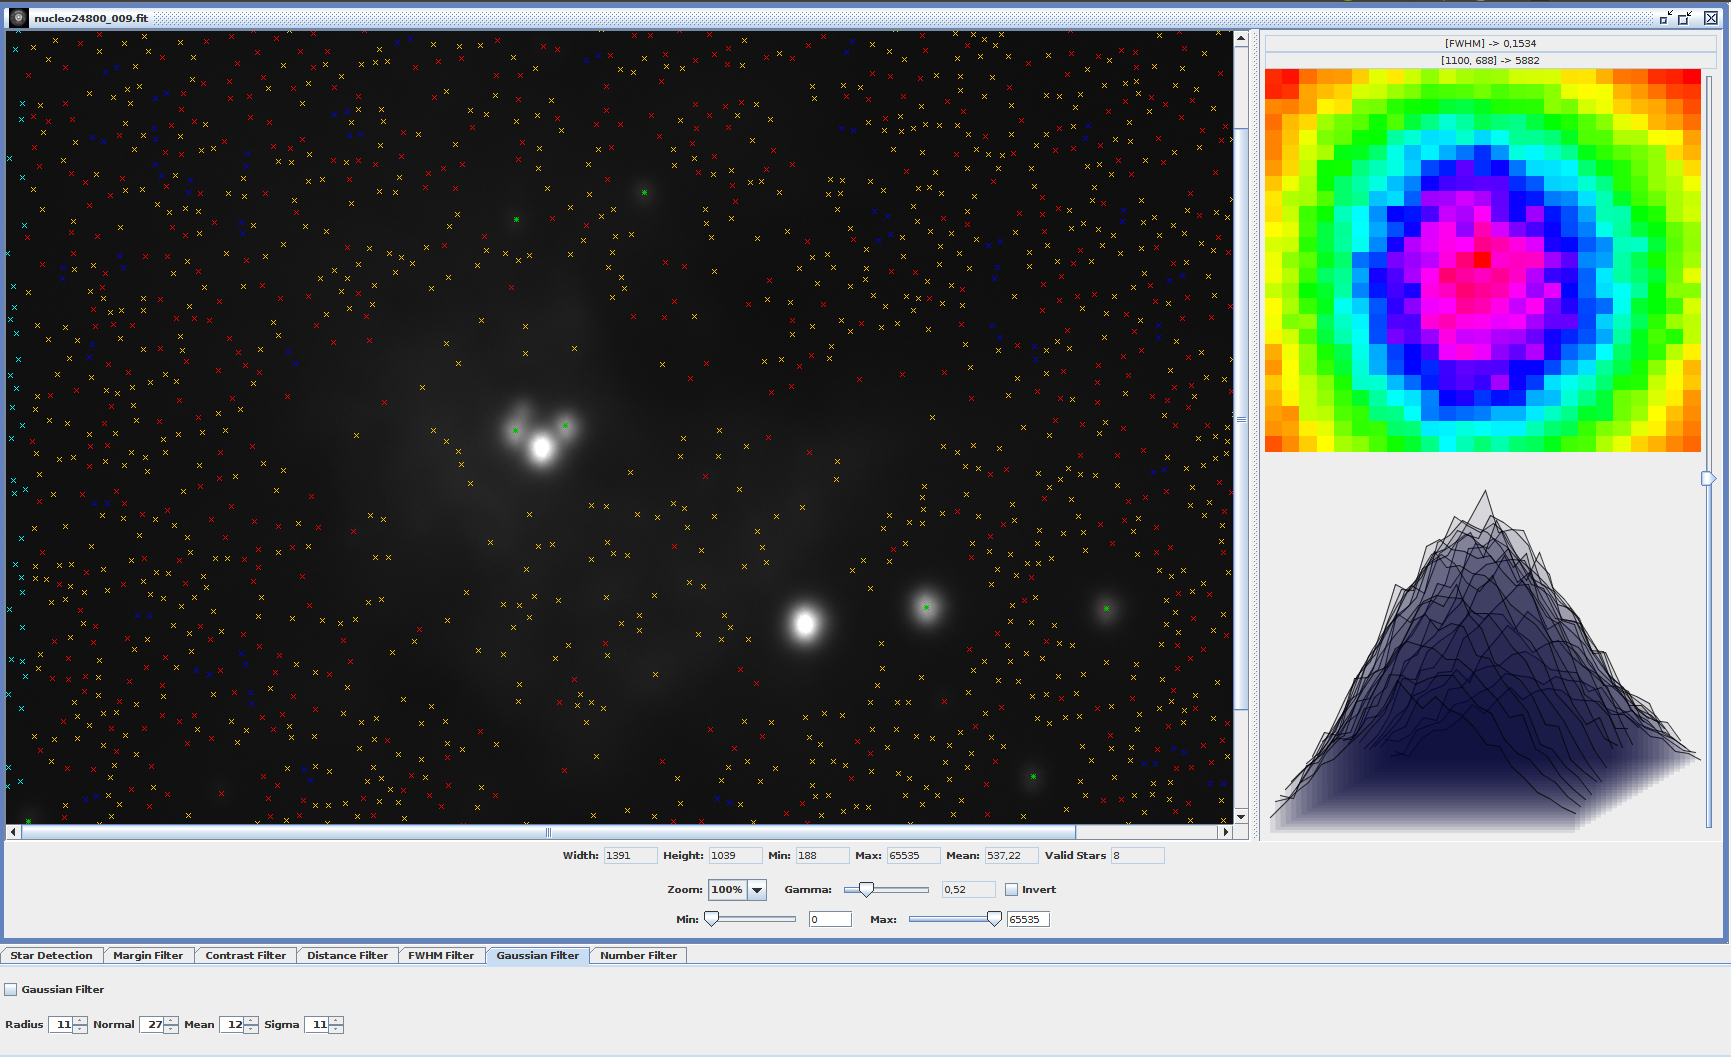 nucleo24800_009.fit
[FWHM] -> 0,1534
[1100, 688] -> 5882
Width: 1391 Height: 1039 Min: 188 Max: 65535 Mean: 537,22 Valid Stars 8
Zoom: 100% Gamma: 0,52 Invert
Min: 0 Max: 65535
Star Detection Margin Filter Contrast Filter Distance Filter FWHM Filter Gaussian Filter Number Filter
Gaussian Filter
Radius 11 Normal 27 Mean 12 Sigma 11